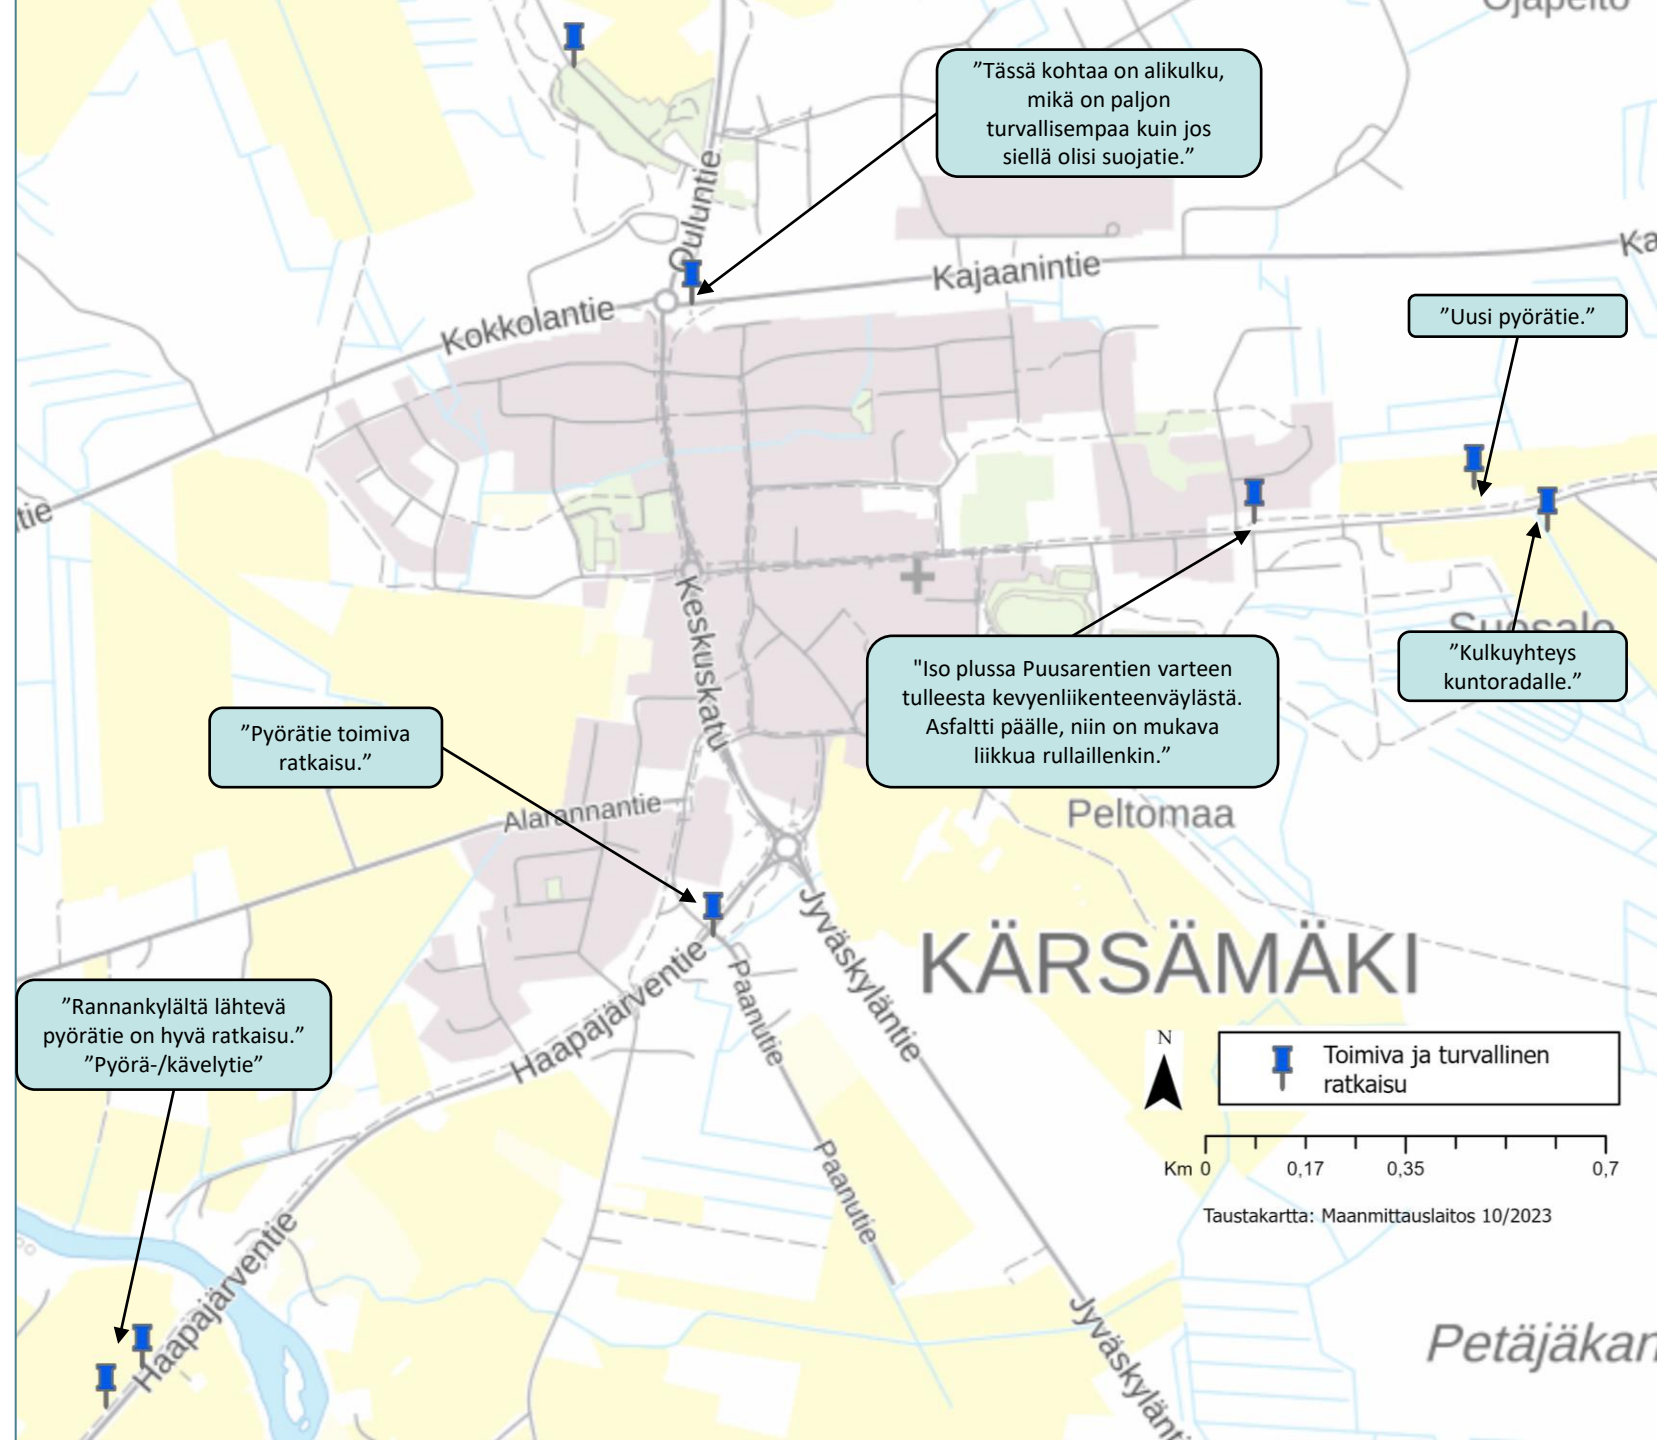 Ojapelto
”Tässä kohtaa on alikulku,
mikä on paljon
turvallisempaa kuin jos
siellä olisi suojatie.”
Ouluntie
Kajaanintie
Ka
Kokkolantie
”Uusi pyörätie.”
tie
Keskuskatu
Suosalo
"Iso plussa Puusarentien varteen
tulleesta kevyenliikenteenväylästä.
Asfaltti päälle, niin on mukava
liikkua rullaillenkin.”
”Kulkuyhteys
kuntoradalle.”
”Pyörätie toimiva
ratkaisu.”
Alarannantie
Peltomaa
Jyväskyläntie
KÄRSÄMÄKI
Haapajärventie
Paanutie
”Rannankylältä lähtevä
pyörätie on hyvä ratkaisu.”
”Pyörä-/kävelytie”
N
Toimiva ja turvallinen
ratkaisu
Km 0 0,17 0,35 0,7
Taustakartta: Maanmittauslaitos 10/2023
Paanutie
Haapajärventie
Jyväskylänti
Petäjäkan